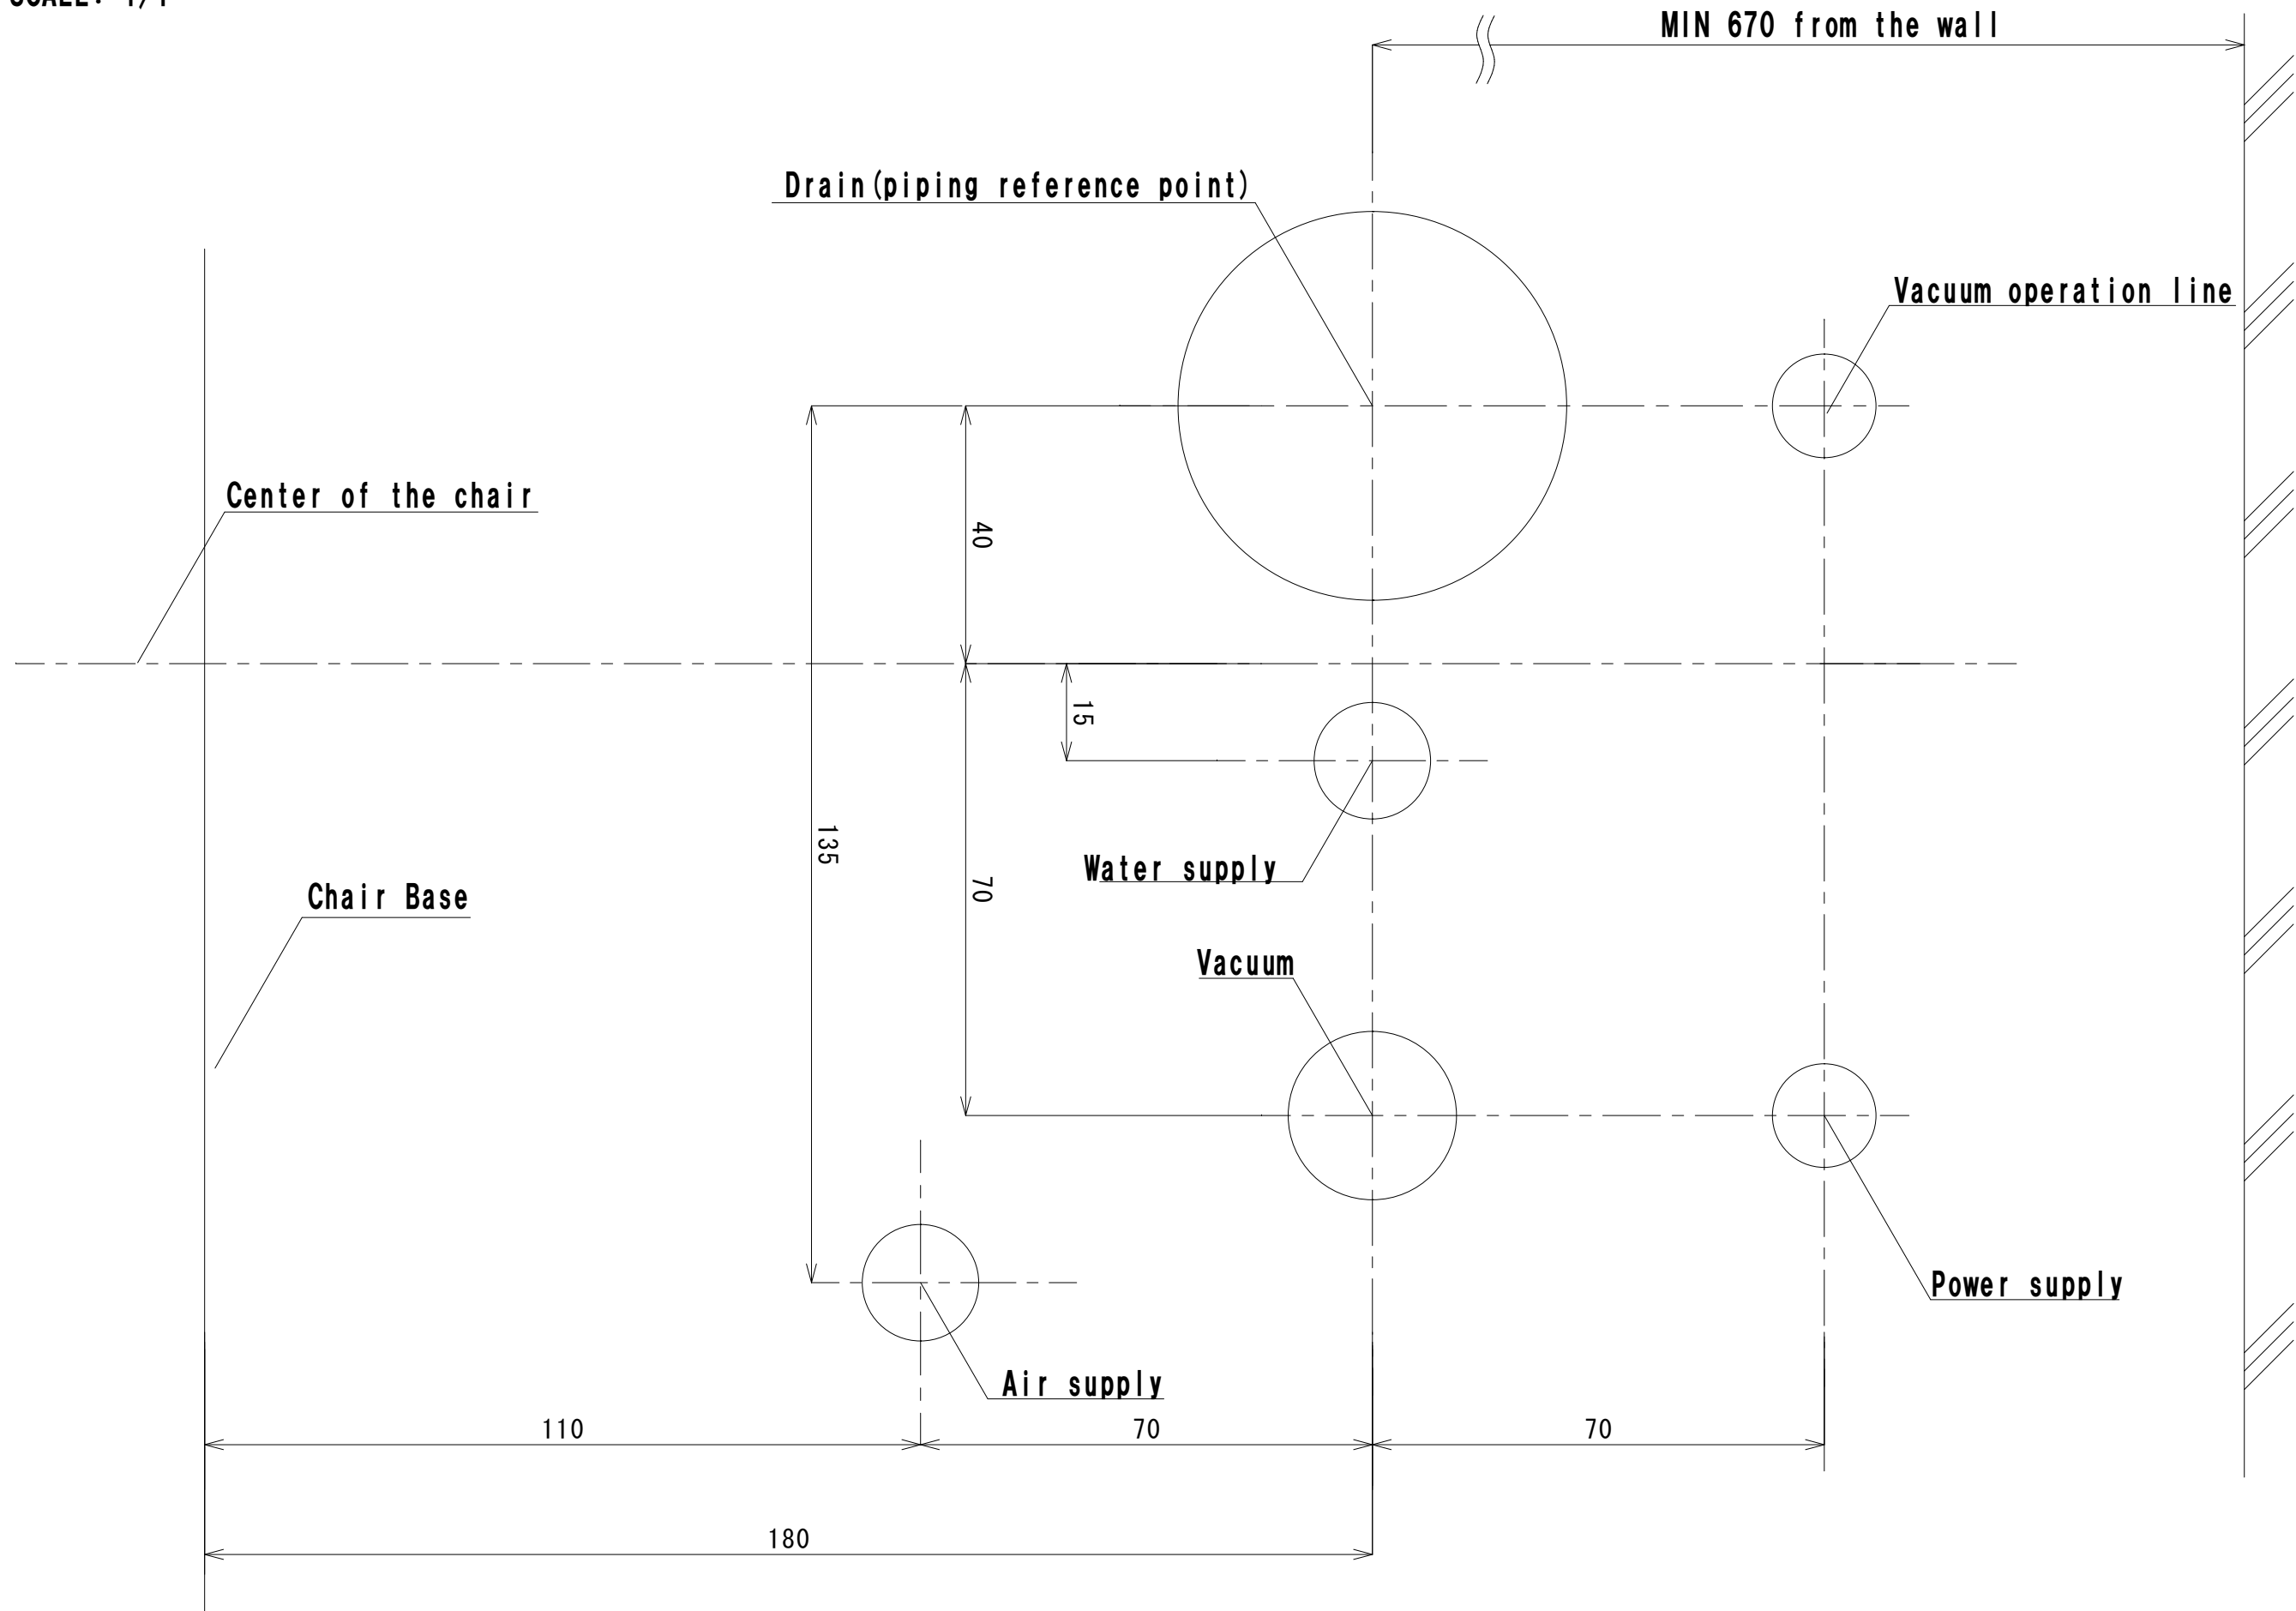 MIN 670 from the wall
Drain(piping reference point)
Vacuum operation line
Center of the chair
40
15
135
Water supply
70
Chair Base
Vacuum
Power supply
Air supply
110
70
70
180